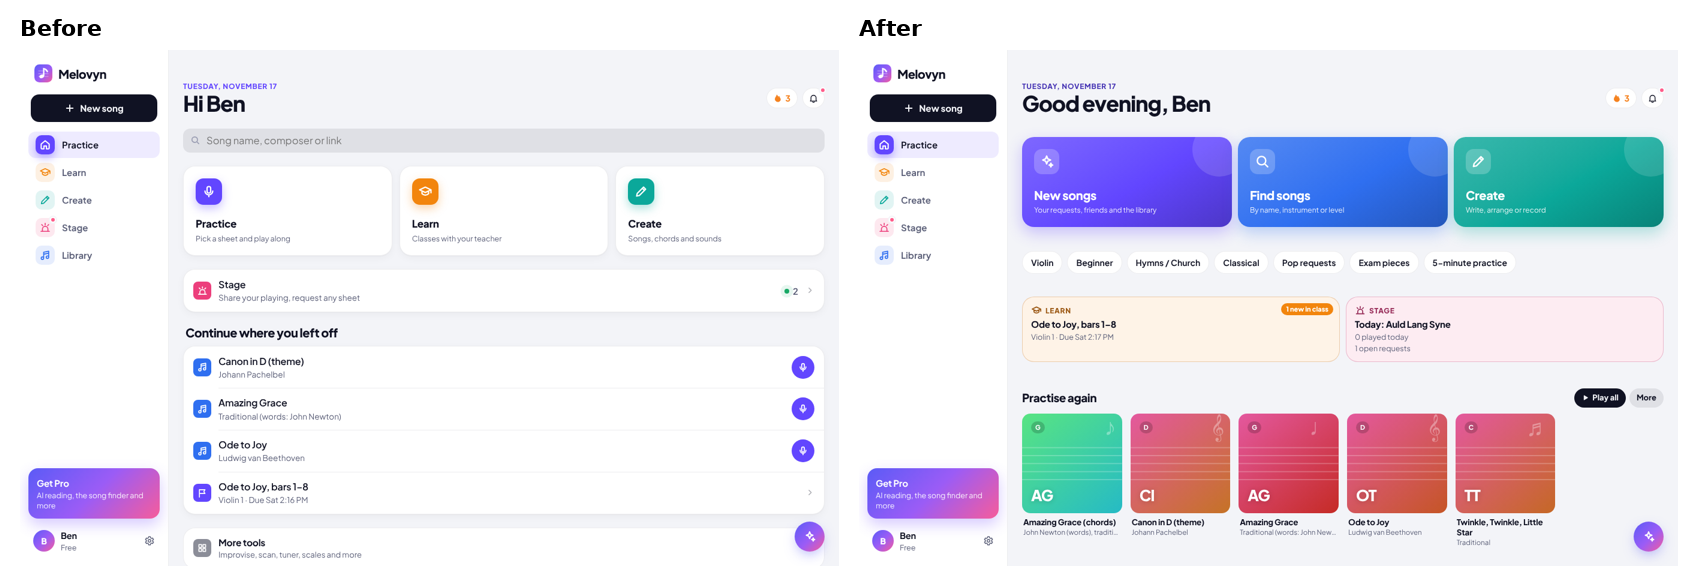 Before
Melovyn
New song
Practice
Learn
Create
Stage
Library
Get Pro
AI reading, the song finder and
more
B
Ben
Free
TUESDAY, NOVEMBER 17
Hi Ben
3
Song name, composer or link
Practice
Pick a sheet and play along
Learn
Classes with your teacher
Create
Songs, chords and sounds
Stage
Share your playing, request any sheet
2
Continue where you left off
Canon in D (theme)
Johann Pachelbel
Amazing Grace
Traditional (words: John Newton)
Ode to Joy
Ludwig van Beethoven
Ode to Joy, bars 1–8
Violin 1 · Due Sat 2:16 PM
More tools
Improvise, scan, tuner, scales and more
After
Melovyn
New song
Practice
Learn
Create
Stage
Library
Get Pro
AI reading, the song finder and
more
B
Ben
Free
TUESDAY, NOVEMBER 17
Good evening, Ben
3
New songs
Your requests, friends and the library
Find songs
By name, instrument or level
Create
Write, arrange or record
Violin
Beginner
Hymns / Church
Classical
Pop requests
Exam pieces
5-minute practice
LEARN
1 new in class
Ode to Joy, bars 1–8
Violin 1 · Due Sat 2:17 PM
STAGE
Today: Auld Lang Syne
0 played today
1 open requests
Practise again
Play all
More
G
AG
Amazing Grace (chords)
John Newton (words), traditi...
D
CI
Canon in D (theme)
Johann Pachelbel
G
AG
Amazing Grace
Traditional (words: John New...
D
OT
Ode to Joy
Ludwig van Beethoven
C
TT
Twinkle, Twinkle, Little
Star
Traditional